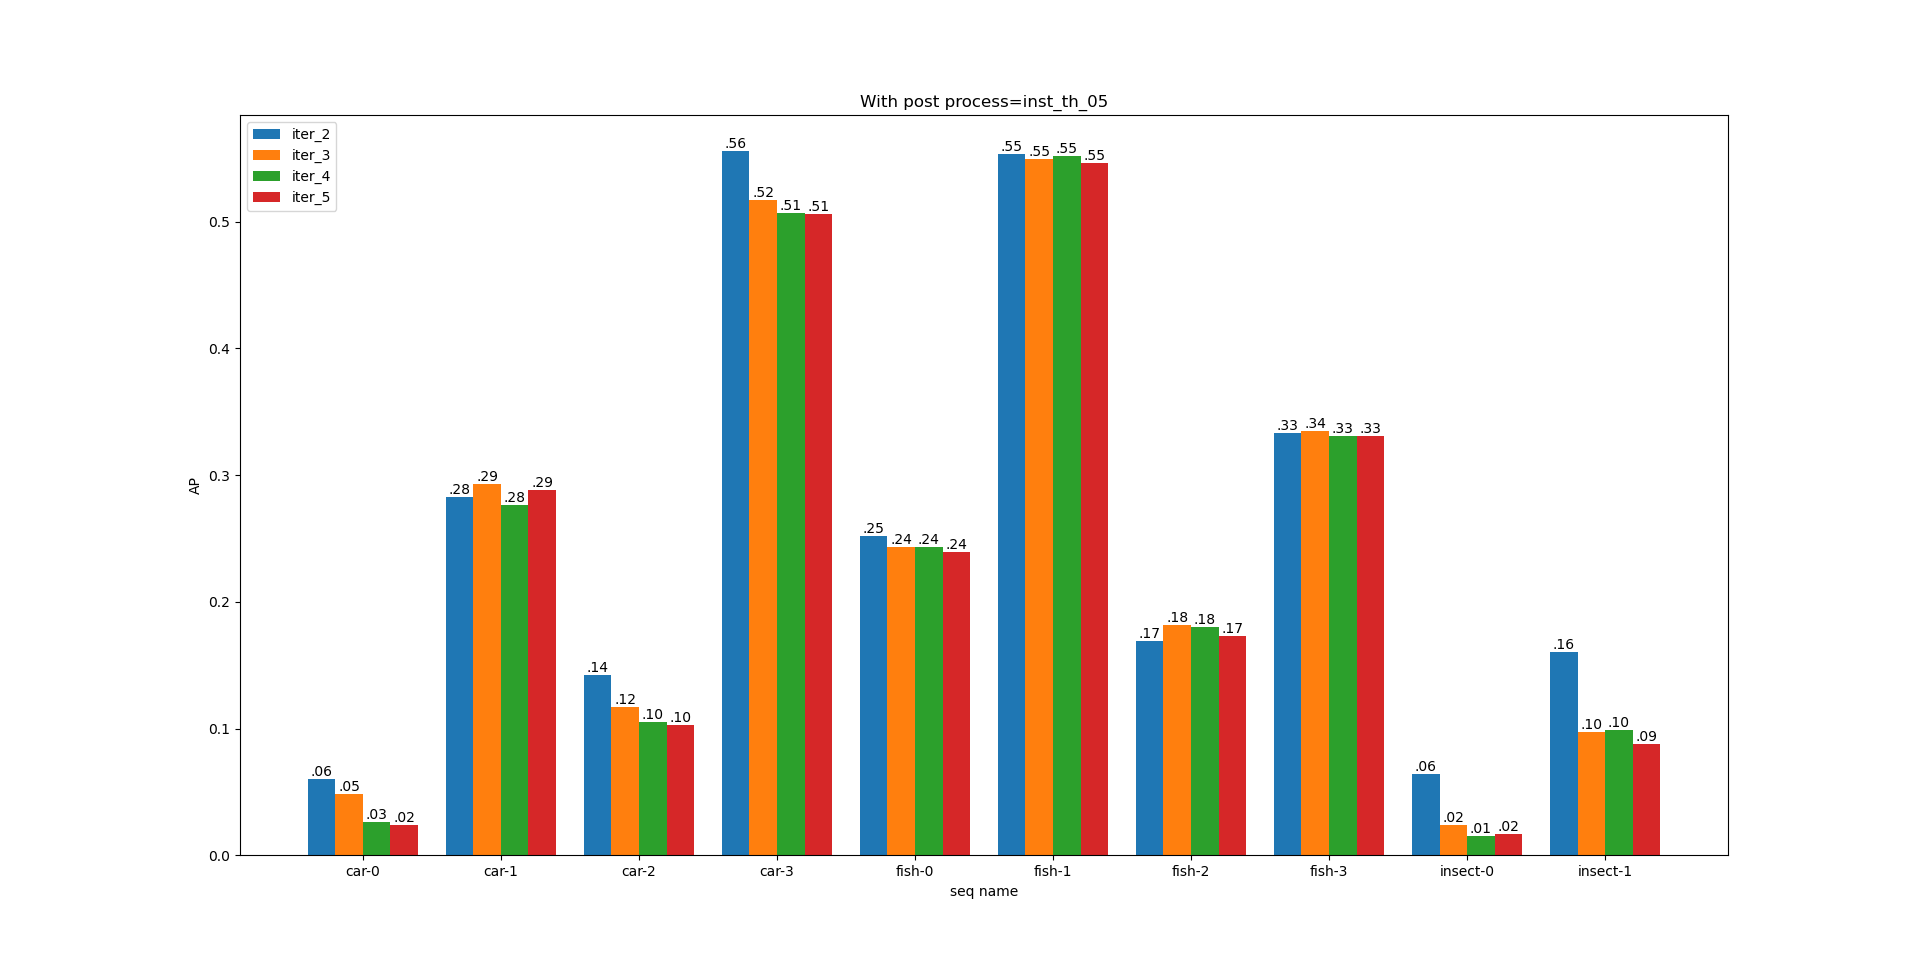 With post process=inst_th_05
iter_2
iter_3
iter_4
iter_5
AP
0.5
0.4
0.3
0.2
0.1
0.0
.06 .05 .03 .02
.28 .29 .28 .29
.14 .12 .10 .10
.56 .52 .51 .51
.25 .24 .24 .24
.55 .55 .55 .55
.17 .18 .18 .17
.33 .34 .33 .33
.06 .02 .01 .02
.16 .10 .10 .09
car-0 car-1 car-2 car-3 fish-0 fish-1 fish-2 fish-3 insect-0 insect-1
seq name